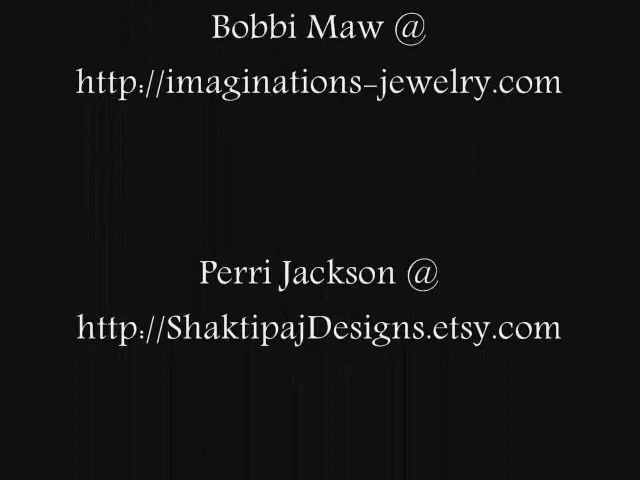 Bobbi Maw @
http://imaginations-jewelry.com
Perri Jackson @
http://ShaktipajDesigns.etsy.com